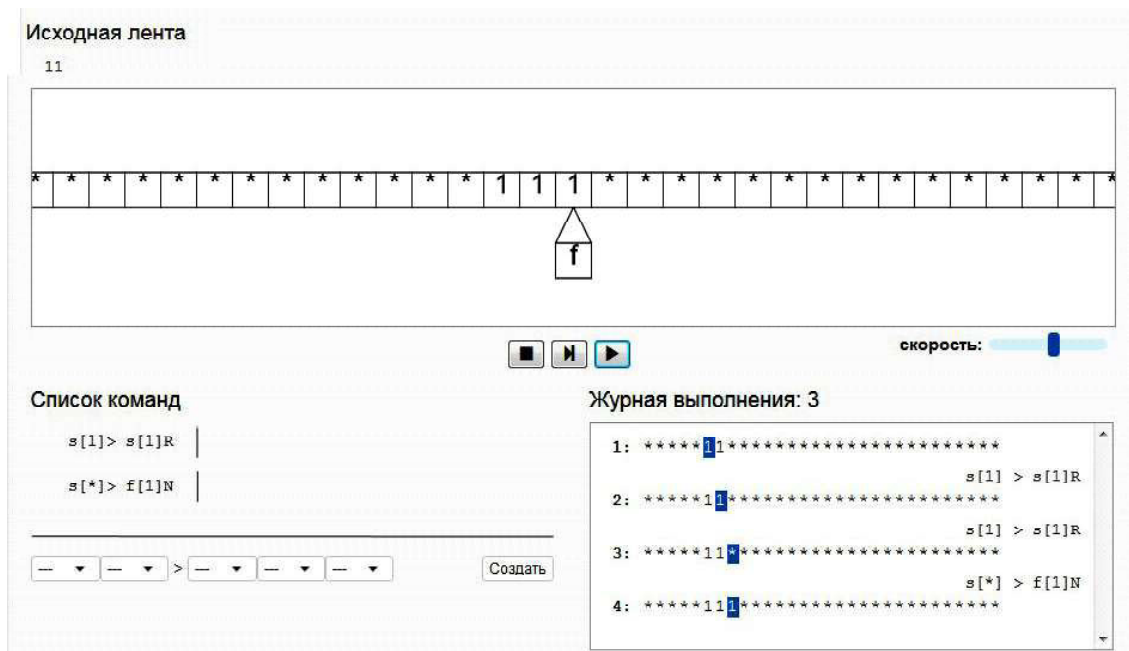 Исходная лента
11
* * * * * * * * * * * * * 1 1 1 * * * * * * * * * * * * * * *
f
скорость:
Список команд
s[1]> s[1]R
s[*]> f[1]N
--- --- > --- --- --- Создать
Журная выполнения: 3
1: *****11***********************
s[1] > s[1]R
2: *****11***********************
s[1] > s[1]R
3: *****11***********************
s[*] > f[1]N
4: *****111**********************